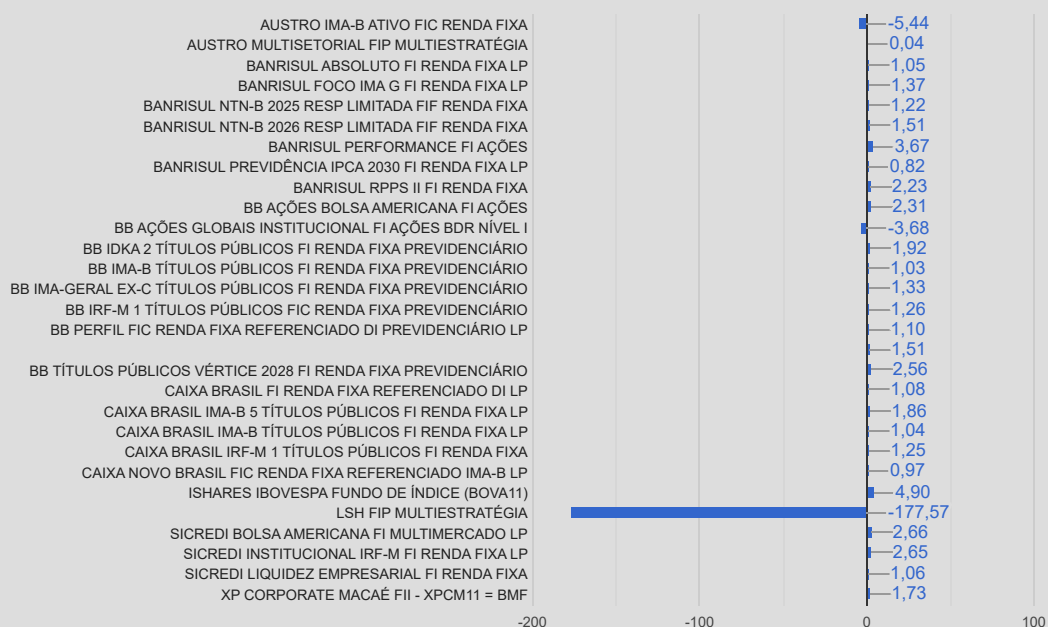 AUSTRO IMA-B ATIVO FIC RENDA FIXA -5,44
AUSTRO MULTISETORIAL FIP MULTIESTRATÉGIA 0,04
BANRISUL ABSOLUTO FI RENDA FIXA LP 1,05
BANRISUL FOCO IMA G FI RENDA FIXA LP 1,37
BANRISUL NTN-B 2025 RESP LIMITADA FIF RENDA FIXA 1,22
BANRISUL NTN-B 2026 RESP LIMITADA FIF RENDA FIXA 1,51
BANRISUL PERFORMANCE FI AÇÕES 3,67
BANRISUL PREVIDÊNCIA IPCA 2030 FI RENDA FIXA LP 0,82
BANRISUL RPPS II FI RENDA FIXA 2,23
BB AÇÕES BOLSA AMERICANA FI AÇÕES 2,31
BB AÇÕES GLOBAIS INSTITUCIONAL FI AÇÕES BDR NÍVEL I -3,68
BB IDKA 2 TÍTULOS PÚBLICOS FI RENDA FIXA PREVIDENCIÁRIO 1,92
BB IMA-B TÍTULOS PÚBLICOS FI RENDA FIXA PREVIDENCIÁRIO 1,03
BB IMA-GERAL EX-C TÍTULOS PÚBLICOS FI RENDA FIXA PREVIDENCIÁRIO 1,33
BB IRF-M 1 TÍTULOS PÚBLICOS FIC RENDA FIXA PREVIDENCIÁRIO 1,26
BB PERFIL FIC RENDA FIXA REFERENCIADO DI PREVIDENCIÁRIO LP 1,10
1,51
BB TÍTULOS PÚBLICOS VÉRTICE 2028 FI RENDA FIXA PREVIDENCIÁRIO 2,56
CAIXA BRASIL FI RENDA FIXA REFERENCIADO DI LP 1,08
CAIXA BRASIL IMA-B 5 TÍTULOS PÚBLICOS FI RENDA FIXA LP 1,86
CAIXA BRASIL IMA-B TÍTULOS PÚBLICOS FI RENDA FIXA LP 1,04
CAIXA BRASIL IRF-M 1 TÍTULOS PÚBLICOS FI RENDA FIXA 1,25
CAIXA NOVO BRASIL FIC RENDA FIXA REFERENCIADO IMA-B LP 0,97
ISHARES IBOVESPA FUNDO DE ÍNDICE (BOVA11) 4,90
LSH FIP MULTIESTRATÉGIA -177,57
SICREDI BOLSA AMERICANA FI MULTIMERCADO LP 2,66
SICREDI INSTITUCIONAL IRF-M FI RENDA FIXA LP 2,65
SICREDI LIQUIDEZ EMPRESARIAL FI RENDA FIXA 1,06
XP CORPORATE MACAÉ FII - XPCM11 = BMF 1,73
-200 -100 0 100